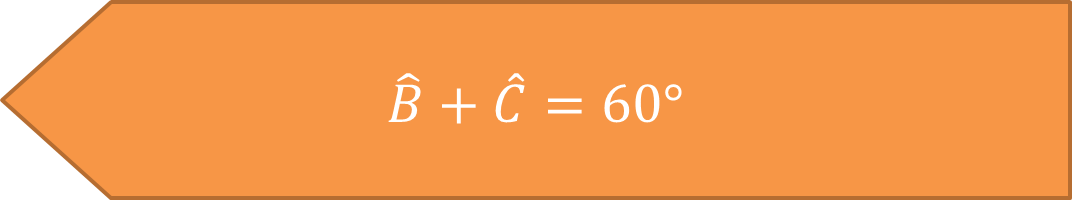 B̂ + Ĉ = 60°